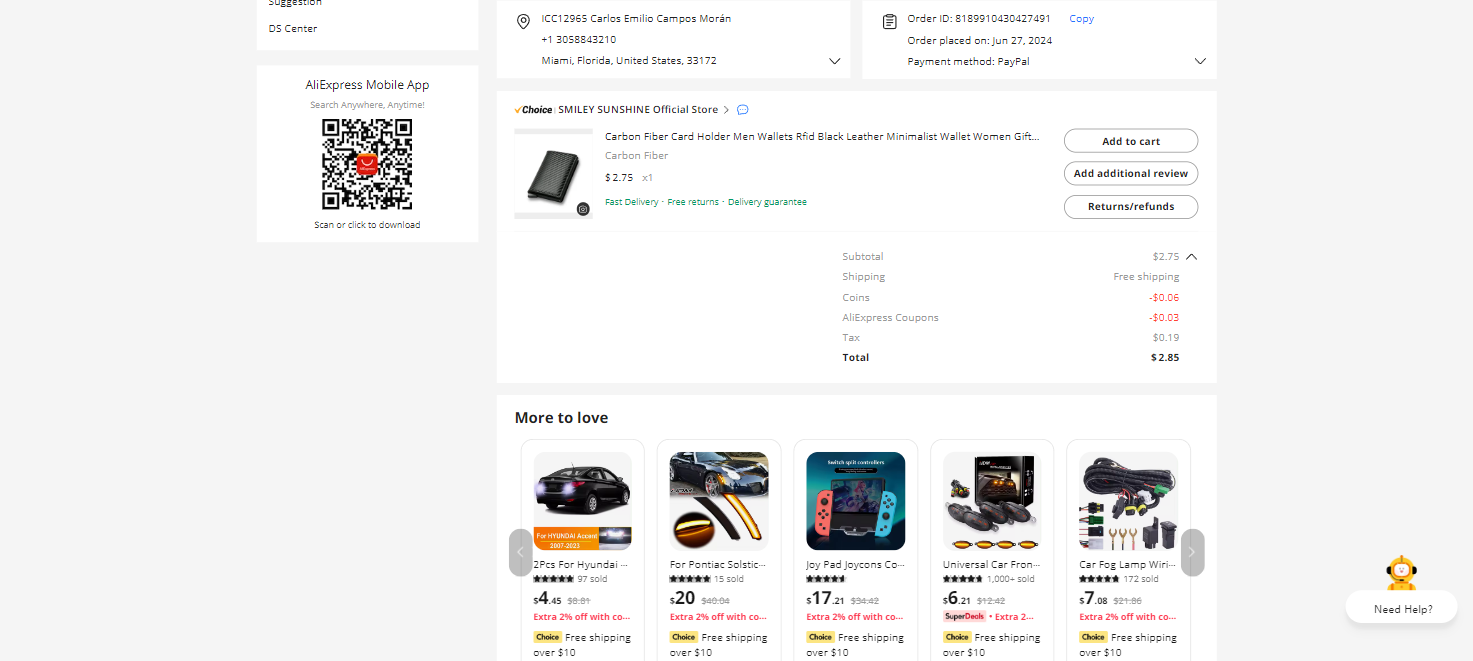 Suggestion
DS Center
AliExpress Mobile App
Search Anywhere, Anytime!
Scan or click to download
ICC12965 Carlos Emilio Campos Morán
+1 3058843210
Miami, Florida, United States, 33172
Order ID: 8189910430427491 Copy
Order placed on: Jun 27, 2024
Payment method: PayPal
Choice SMILEY SUNSHINE Official Store
Carbon Fiber Card Holder Men Wallets Rfid Black Leather Minimalist Wallet Women Gift...
Carbon Fiber
$2.75 x1
Fast Delivery · Free returns · Delivery guarantee
Add to cart
Add additional review
Returns/refunds
Subtotal $2.75
Shipping Free shipping
Coins -$0.06
AliExpress Coupons -$0.03
Tax $0.19
Total $2.85
More to love
For HYUNDAI Accent
2007-2023
2Pcs For Hyundai ...
97 sold
$4.45 $8.81
Extra 2% off with co...
Choice Free shipping
over $10
For Pontiac Solstic...
15 sold
$20 $40.04
Extra 2% off with co...
Choice Free shipping
over $10
Switch split controllers
Joy Pad Joycons Co...
$17.21 $34.42
Extra 2% off with co...
Choice Free shipping
over $10
Universal Car Fron...
1,000+ sold
$6.21 $12.42
SuperDeals • Extra 2...
Choice Free shipping
over $10
Car Fog Lamp Wiri...
172 sold
$7.08 $21.86
Extra 2% off with co...
Choice Free shipping
over $10
Need Help?